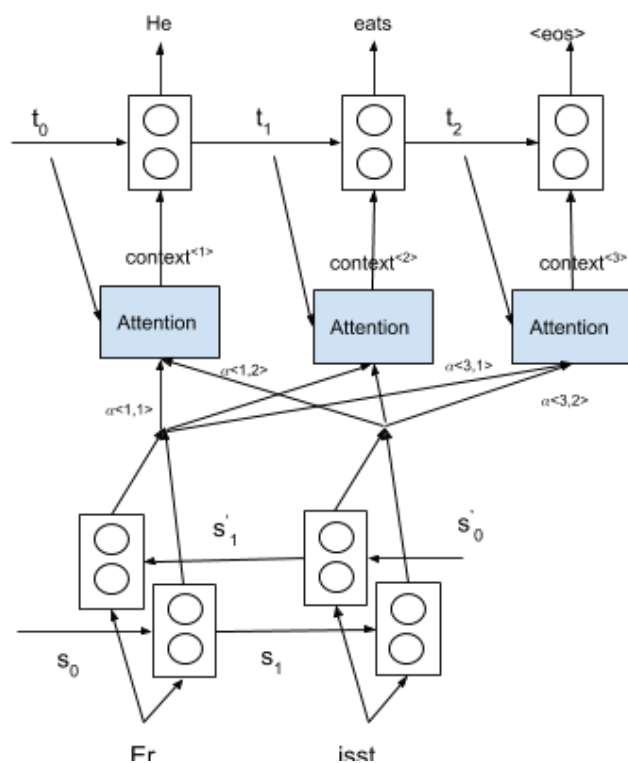 He eats <eos>
t0 t1 t2
context<1> context<2> context<3>
Attention Attention Attention
α<1,2> α<3,1>
α<1,1> α<3,2>
s'1 s'0
s0 s1
Er isst